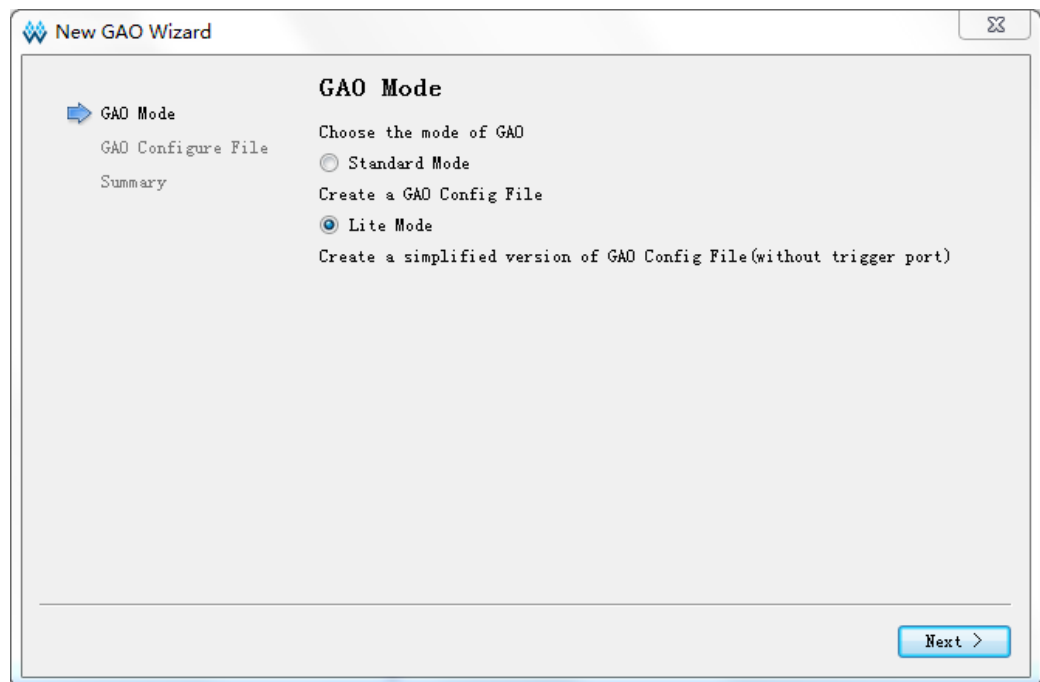 New GAO Wizard
GAO Mode
GAO Configure File
Summary
GAO Mode
Choose the mode of GAO
Standard Mode
Create a GAO Config File
Lite Mode
Create a simplified version of GAO Config File(without trigger port)
Next >